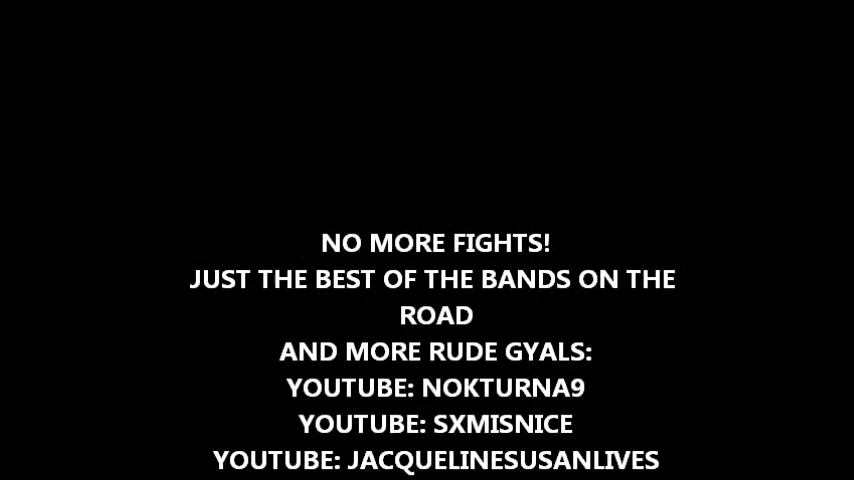 NO MORE FIGHTS!
JUST THE BEST OF THE BANDS ON THE
ROAD
AND MORE RUDE GYALS:
YOUTUBE: NOKTURNA9
YOUTUBE: SXMISNICE
YOUTUBE: JACQUELINESUSANLIVES